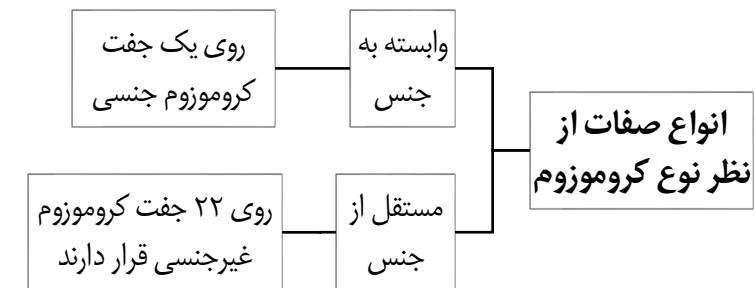 انواع صفات از
نظر نوع کروموزوم
وابسته به
جنس
روی یک جفت
کروموزوم جنسی
مستقل از
جنس
روی ۲۲ جفت کروموزوم
غیرجنسی قرار دارند